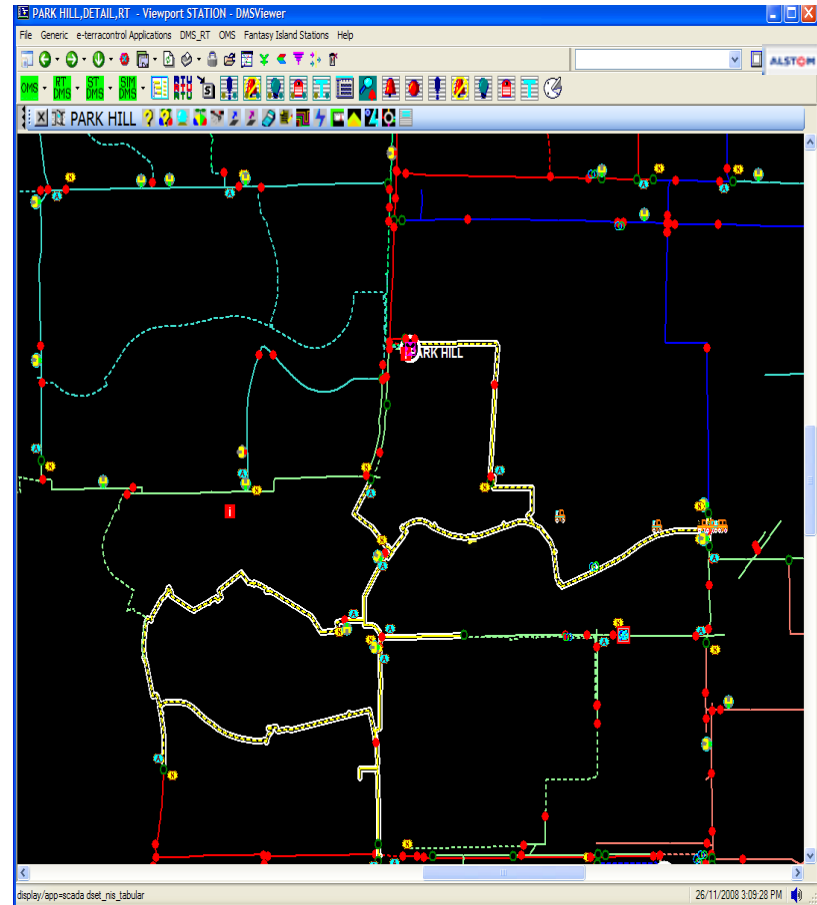 PARK HILL,DETAIL,RT - Viewport STATION - DMSViewer
File Generic e-terracontrol Applications DMS_RT OMS Fantasy Island Stations Help
ALSTOM
OMS RT DMS ST DMS SIM DMS
PARK HILL
PARK HILL
i
display/app=scada dset_nis_tabular
26/11/2008 3:09:28 PM